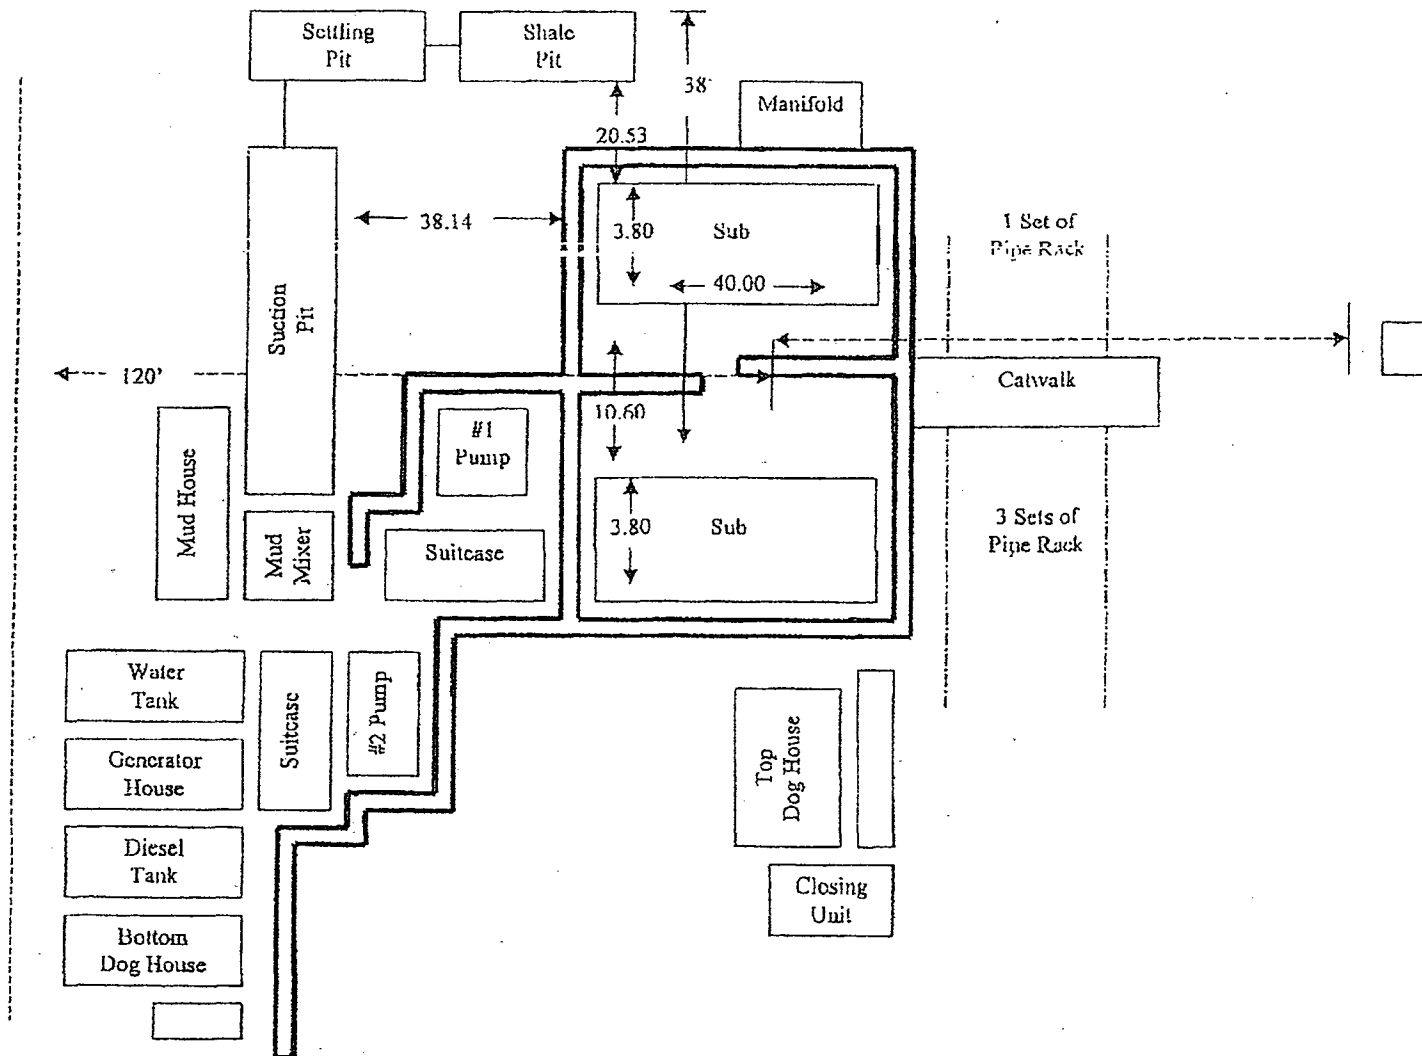 Settling
Pit
Shale
Pit
38'
Manifold
20.53
38.14
3.80
Sub
40.00
1 Set of
Pipe Rack
Suction
Pit
120'
Catwalk
10.60
#1
Pump
Mud House
Mud
Mixer
Suitcase
3.80
Sub
3 Sets of
Pipe Rack
Water
Tank
Suitcase
#2 Pump
Generator
House
Top
Dog House
Diesel
Tank
Closing
Unit
Bottom
Dog House